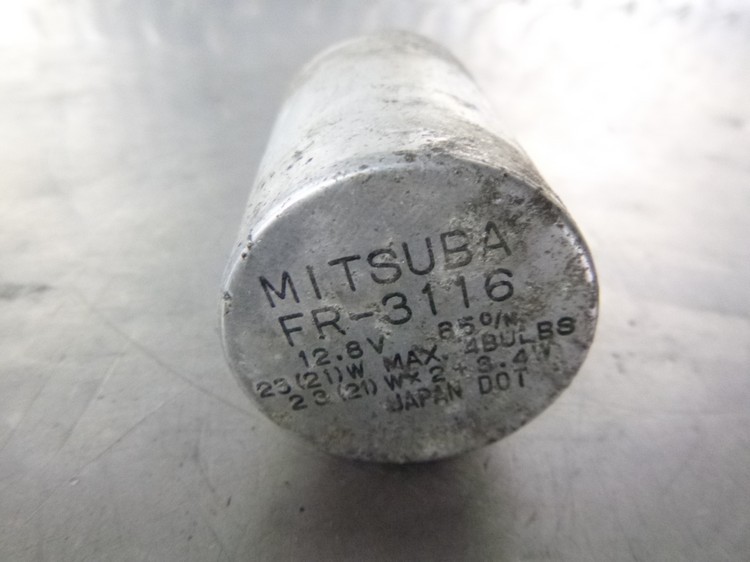 MITSUBA
FR-3116
12.8V 85c/m
23(21)W MAX. 4BULBS
23(21)W×2+3.4W
JAPAN DOT